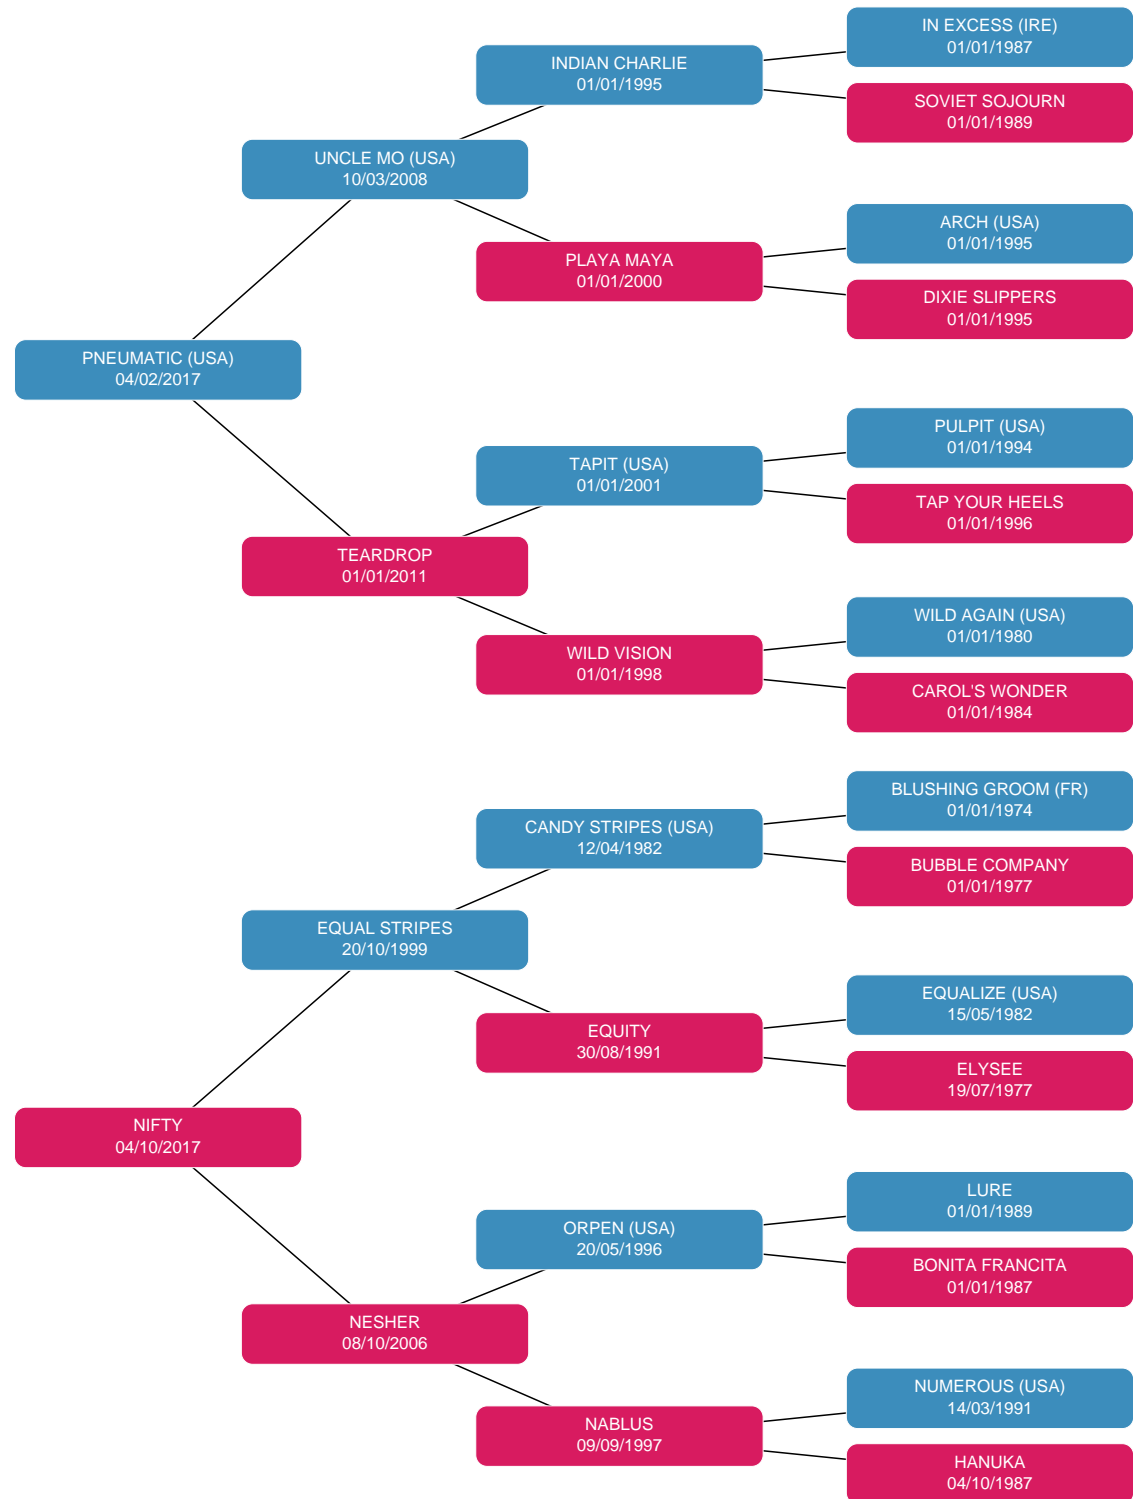 IN EXCESS (IRE)
01/01/1987
INDIAN CHARLIE
01/01/1995
SOVIET SOJOURN
01/01/1989
UNCLE MO (USA)
10/03/2008
ARCH (USA)
01/01/1995
PLAYA MAYA
01/01/2000
DIXIE SLIPPERS
01/01/1995
PNEUMATIC (USA)
04/02/2017
PULPIT (USA)
01/01/1994
TAPIT (USA)
01/01/2001
TAP YOUR HEELS
01/01/1996
TEARDROP
01/01/2011
WILD AGAIN (USA)
01/01/1980
WILD VISION
01/01/1998
CAROL'S WONDER
01/01/1984
BLUSHING GROOM (FR)
01/01/1974
CANDY STRIPES (USA)
12/04/1982
BUBBLE COMPANY
01/01/1977
EQUAL STRIPES
20/10/1999
EQUALIZE (USA)
15/05/1982
EQUITY
30/08/1991
ELYSEE
19/07/1977
NIFTY
04/10/2017
LURE
01/01/1989
ORPEN (USA)
20/05/1996
BONITA FRANCITA
01/01/1987
NESHER
08/10/2006
NUMEROUS (USA)
14/03/1991
NABLUS
09/09/1997
HANUKA
04/10/1987